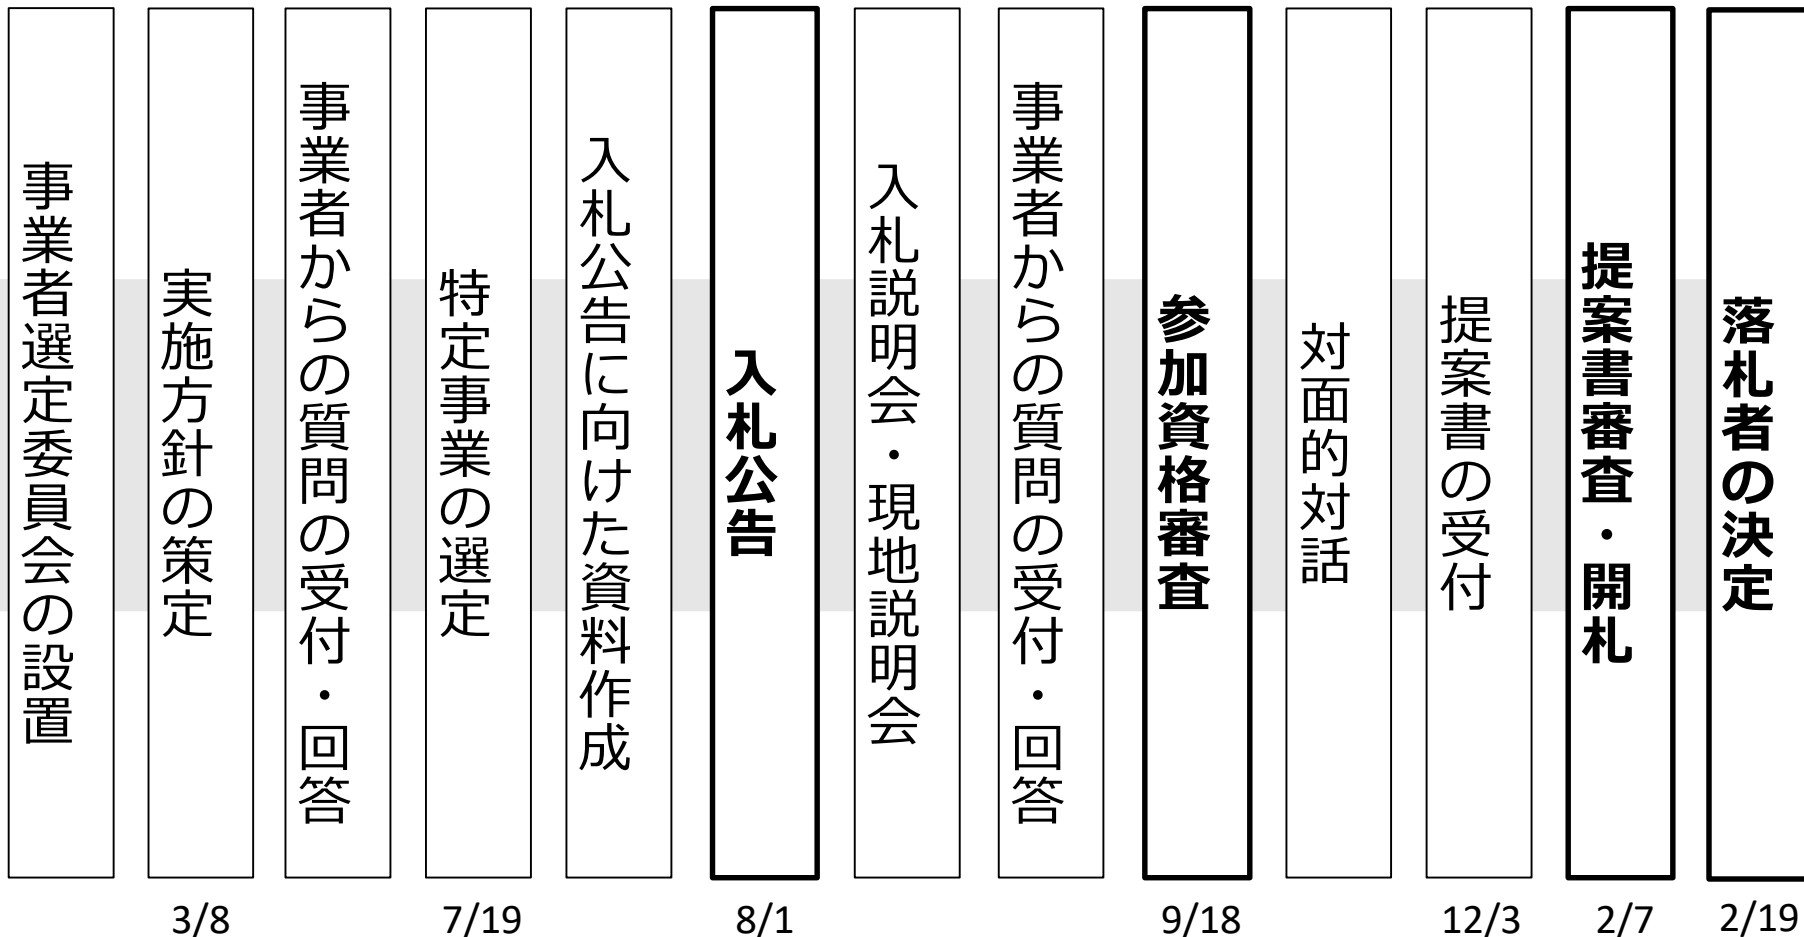 事業者選定委員会の設置
実施方針の策定
事業者からの質問の受付・回答
特定事業の選定
入札公告に向けた資料作成
入札公告
入札説明会・現地説明会
事業者からの質問の受付・回答
参加資格審査
対面的対話
提案書の受付
提案書審査・開札
落札者の決定
3/8
7/19
8/1
9/18
12/3
2/7
2/19